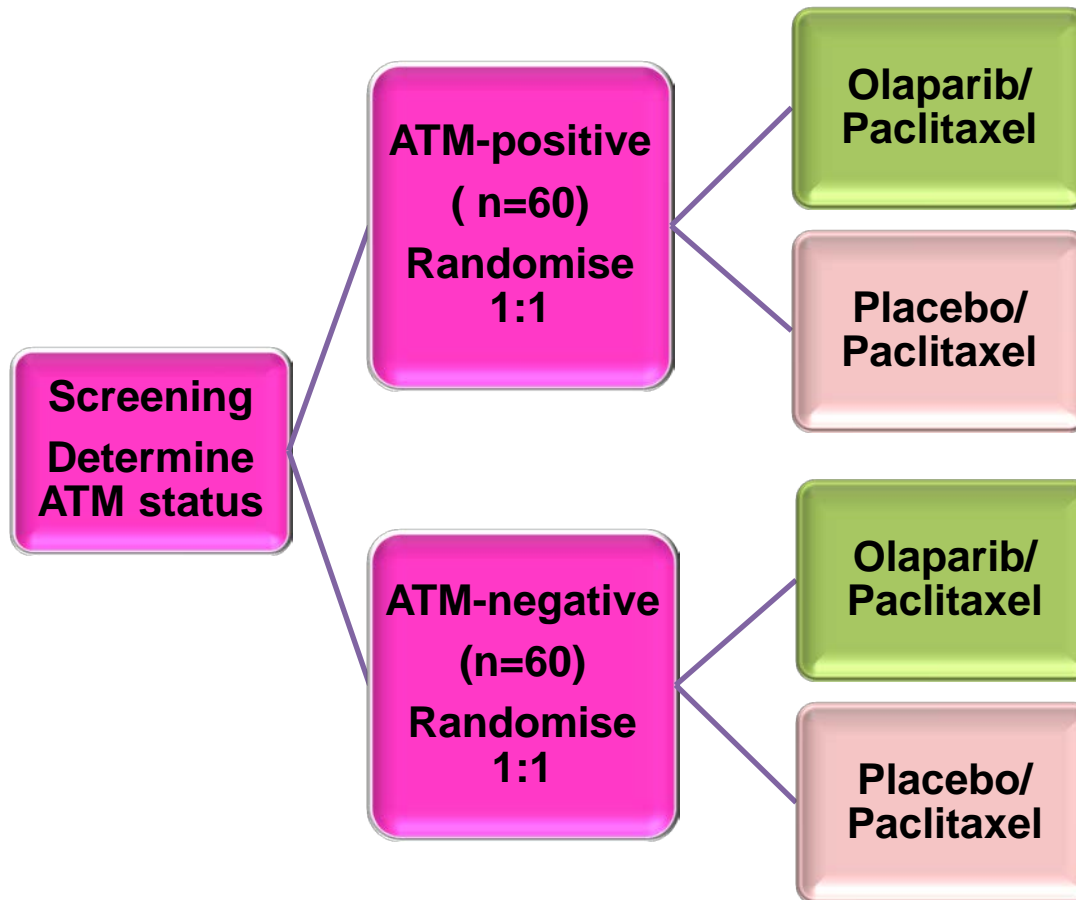 Screening
Determine
ATM status
ATM-positive
( n=60)
Randomise
1:1
Olaparib/
Paclitaxel
Placebo/
Paclitaxel
ATM-negative
(n=60)
Randomise
1:1
Olaparib/
Paclitaxel
Placebo/
Paclitaxel